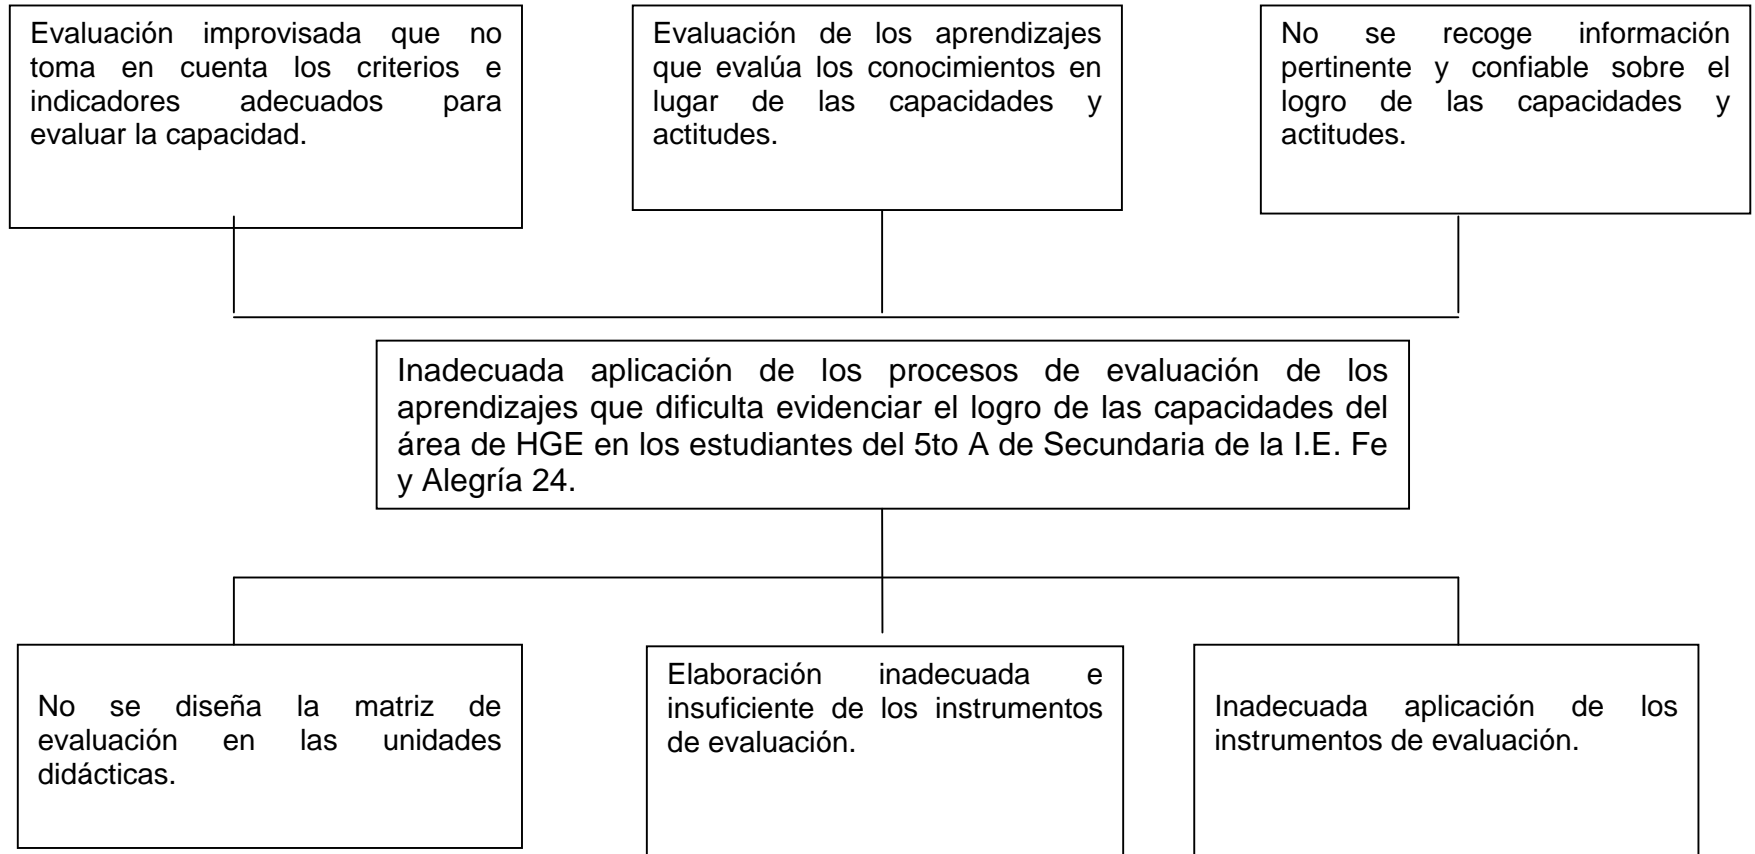 Evaluación improvisada que no
toma en cuenta los criterios e
indicadores adecuados para
evaluar la capacidad.
Evaluación de los aprendizajes
que evalúa los conocimientos en
lugar de las capacidades y
actitudes.
No se recoge información
pertinente y confiable sobre el
logro de las capacidades y
actitudes.
Inadecuada aplicación de los procesos de evaluación de los
aprendizajes que dificulta evidenciar el logro de las capacidades del
área de HGE en los estudiantes del 5to A de Secundaria de la I.E. Fe
y Alegría 24.
No se diseña la matriz de
evaluación en las unidades
didácticas.
Elaboración inadecuada e
insuficiente de los instrumentos
de evaluación.
Inadecuada aplicación de los
instrumentos de evaluación.